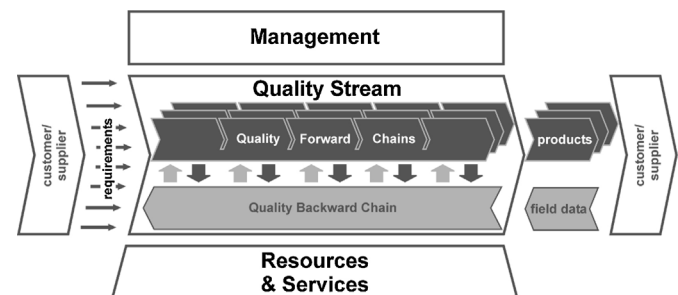 Management
Quality Stream
customer/
supplier
requirements
Quality Forward Chains
products
customer/
supplier
Quality Backward Chain
field data
Resources
& Services